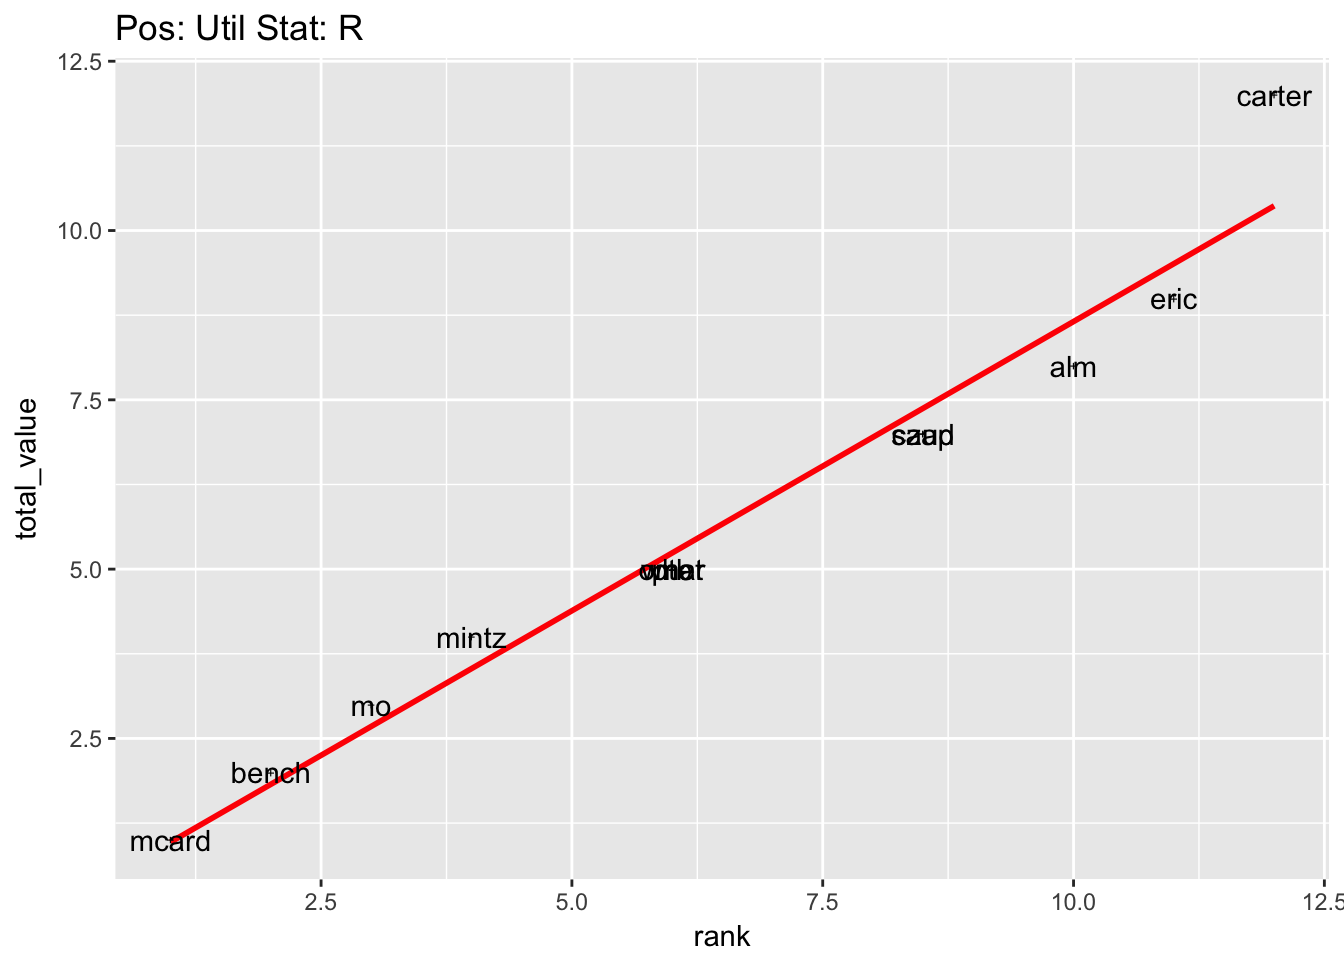 Pos: Util Stat: R
12.5
carter
10.0
eric
alm
7.5
5.0
mintz
mo
2.5
bench
mcard
total_value
2.5
5.0
7.5
10.0
12.5
rank